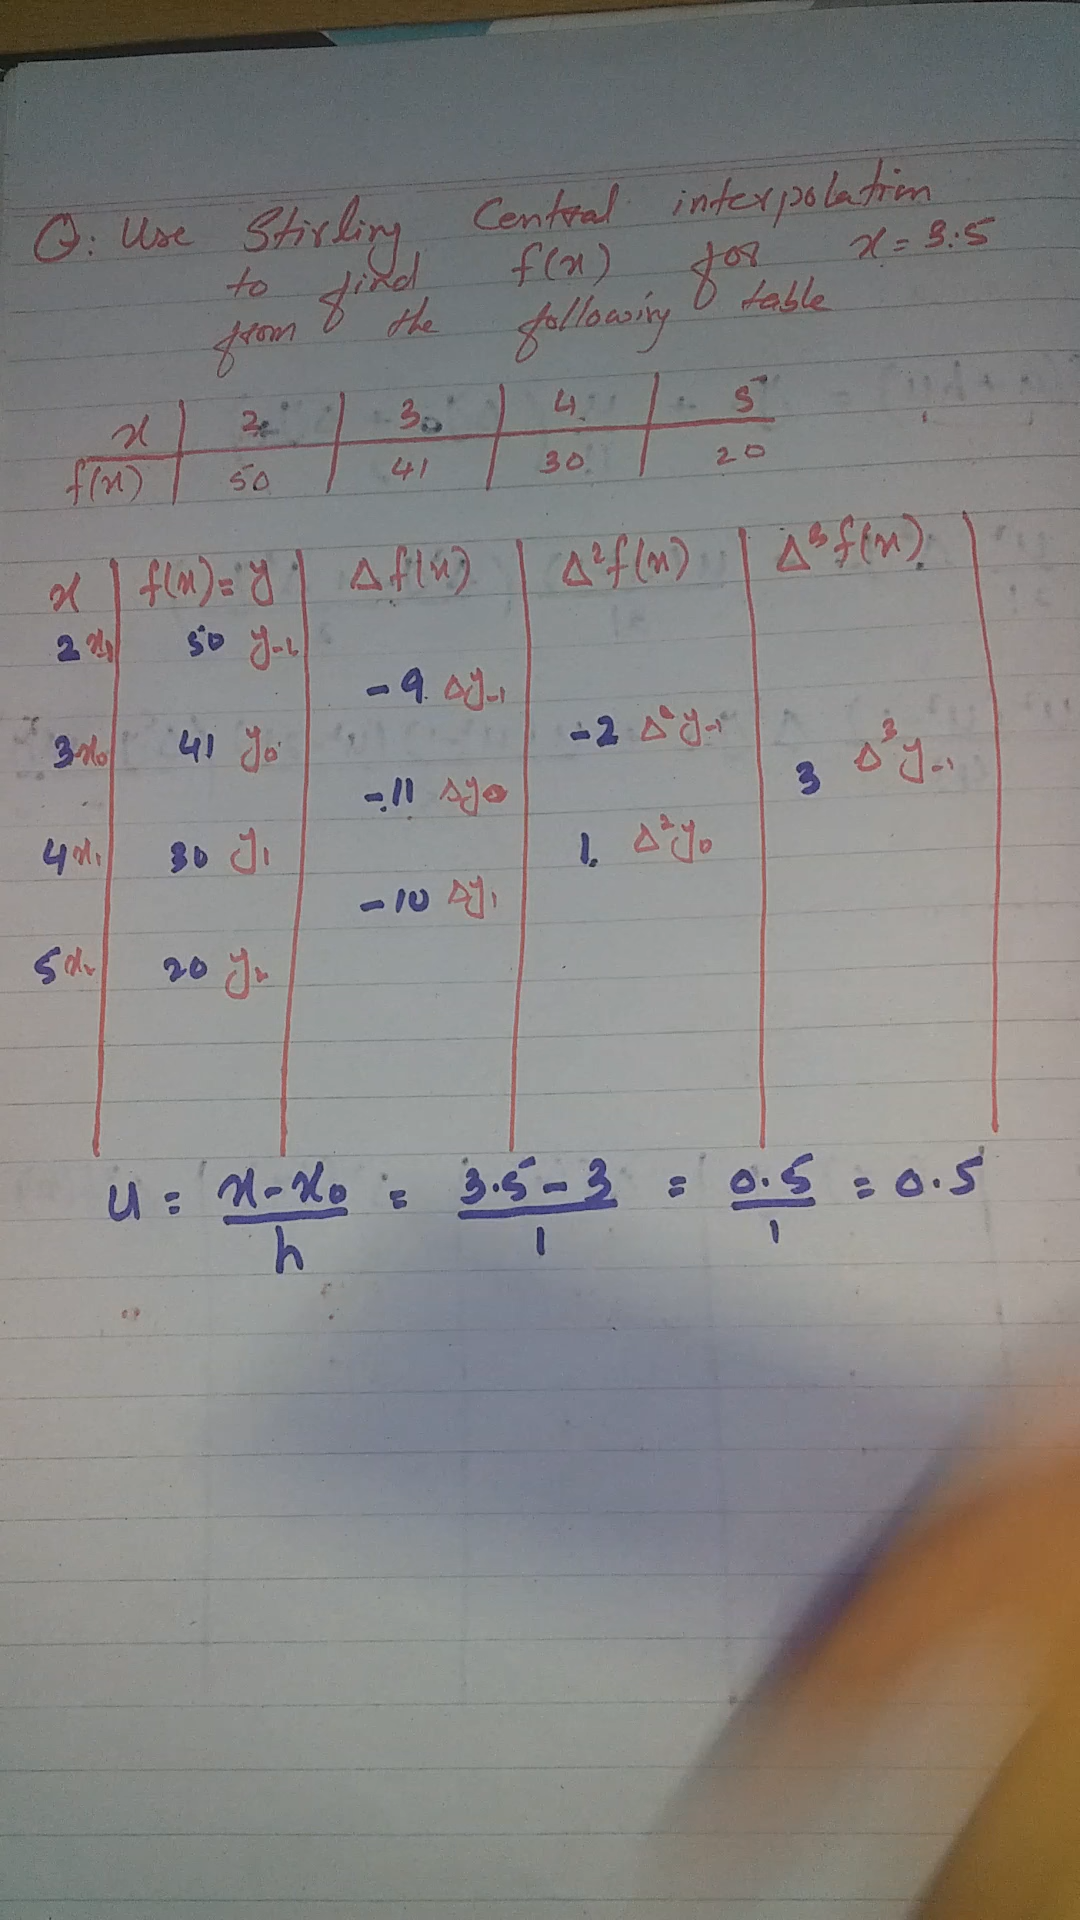 Q: Use Stirling Central interpolation
to find f(x) for x = 3.5
from the following table
x | 2 | 3 | 4 | 5
f(x) | 50 | 41 | 30 | 20
x | f(x) = y | Δf(x) | Δ²f(x) | Δ³f(x)
2 | 50 y₋₁
-9 Δy₋₁
3 x₀ | 41 y₀ | -2 Δ²y₋₁
3 Δ³y₋₁
-11 Δy₀
4 x₁ | 30 y₁ | 1 Δ²y₀
-10 Δy₁
5 x₂ | 20 y₂
u = (x - x₀)/h = (3.5 - 3)/1 = 0.5/1 = 0.5